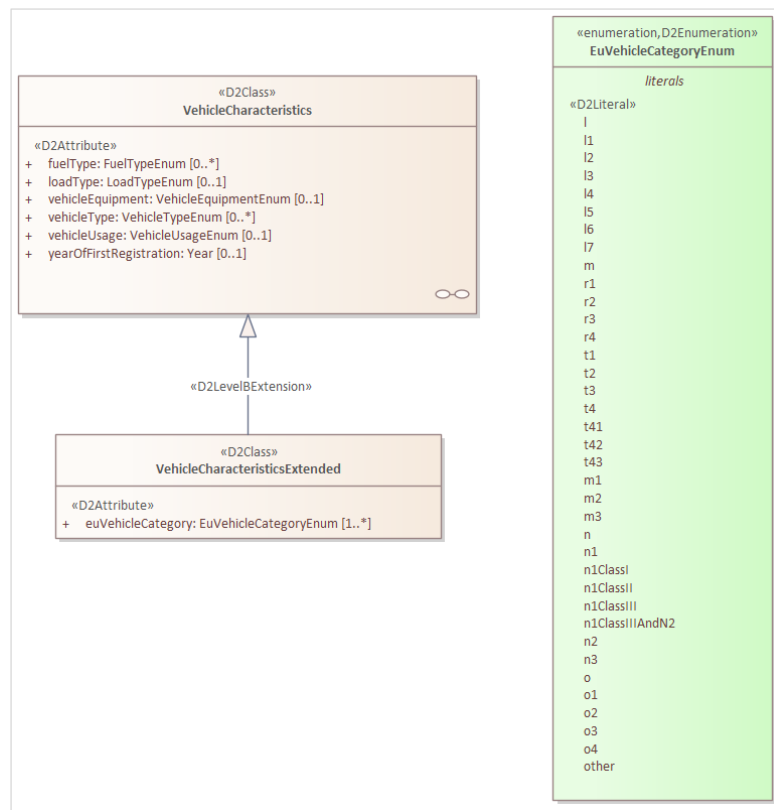 «D2Class»
VehicleCharacteristics
«D2Attribute»
+ fuelType: FuelTypeEnum [0..*]
+ loadType: LoadTypeEnum [0..1]
+ vehicleEquipment: VehicleEquipmentEnum [0..1]
+ vehicleType: VehicleTypeEnum [0..*]
+ vehicleUsage: VehicleUsageEnum [0..1]
+ yearOfFirstRegistration: Year [0..1]
«D2LevelBExtension»
«D2Class»
VehicleCharacteristicsExtended
«D2Attribute»
+ euVehicleCategory: EuVehicleCategoryEnum [1..*]
«enumeration,D2Enumeration»
EuVehicleCategoryEnum
literals
«D2Literal»
l
l1
l2
l3
l4
l5
l6
l7
m
r1
r2
r3
r4
t1
t2
t3
t4
t41
t42
t43
m1
m2
m3
n
n1
n1ClassI
n1ClassII
n1ClassIII
n1ClassIIIAndN2
n2
n3
o
o1
o2
o3
o4
other